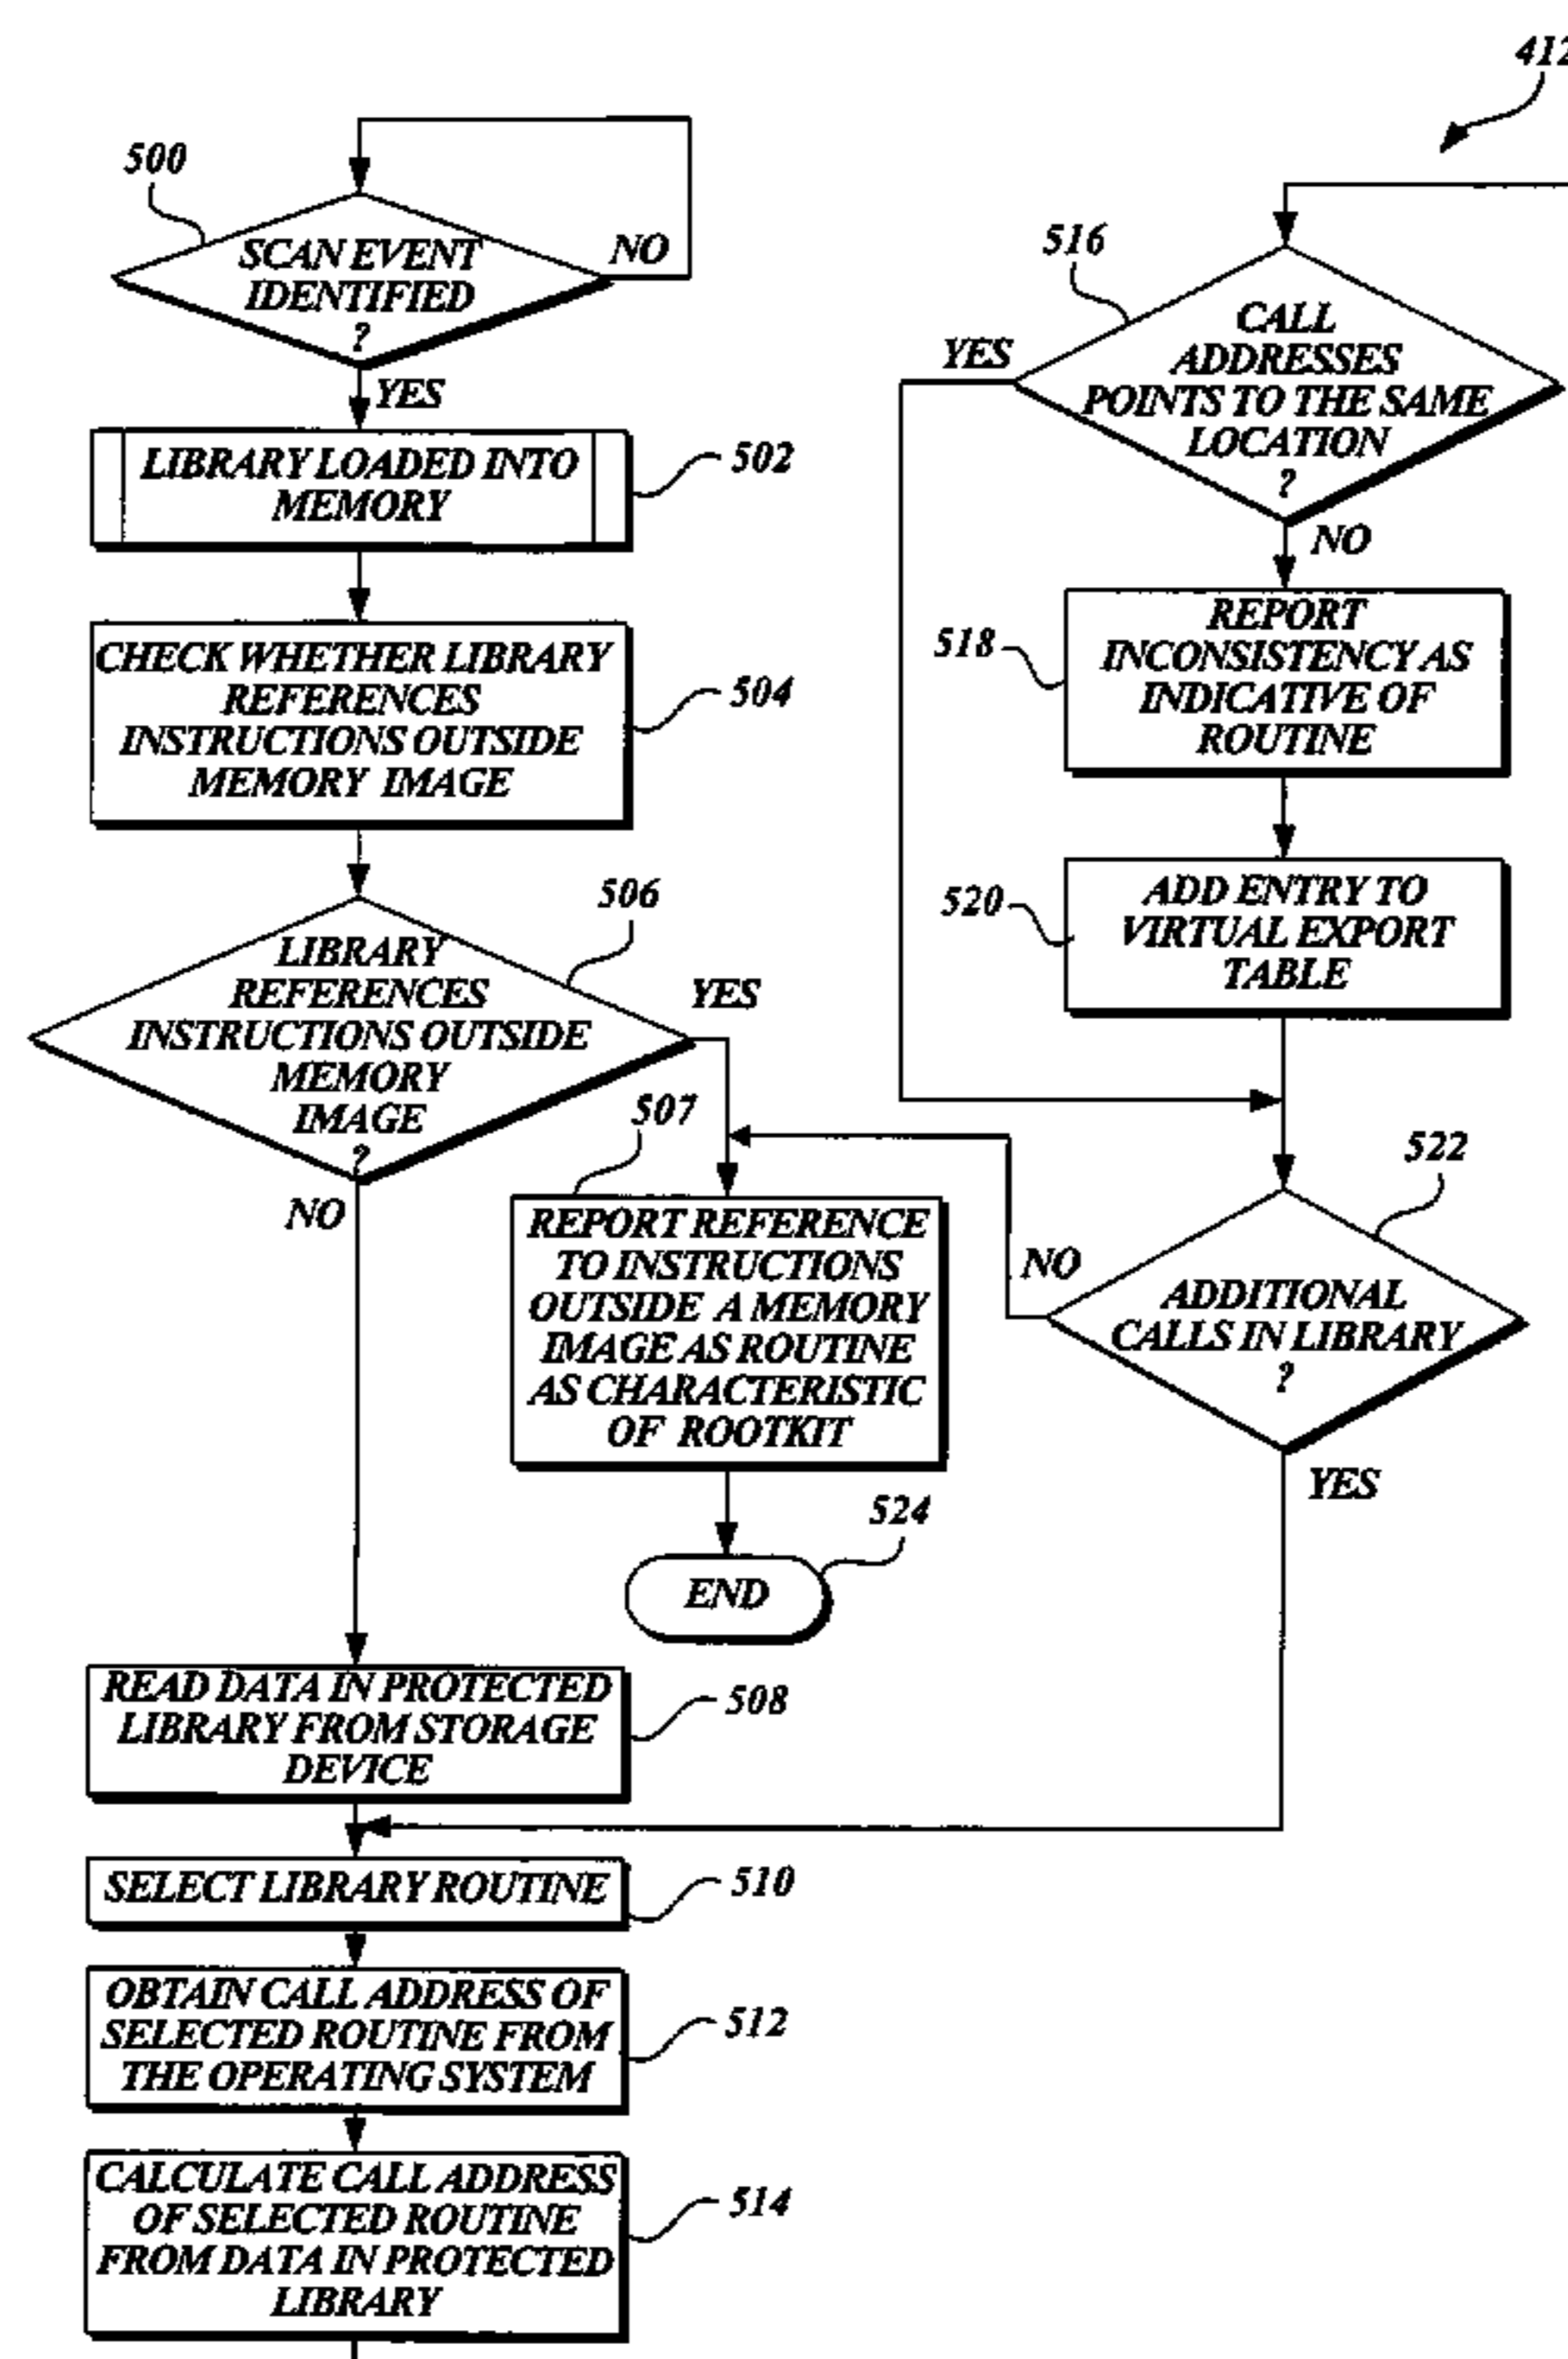 412
500
SCAN EVENT
IDENTIFIED
?
NO
YES
LIBRARY LOADED INTO
MEMORY
502
CHECK WHETHER LIBRARY
REFERENCES
INSTRUCTIONS OUTSIDE
MEMORY IMAGE
504
506
LIBRARY
REFERENCES
INSTRUCTIONS OUTSIDE
MEMORY
IMAGE
?
YES
NO
507
REPORT REFERENCE
TO INSTRUCTIONS
OUTSIDE A MEMORY
IMAGE AS ROUTINE
AS CHARACTERISTIC
OF ROOTKIT
524
END
READ DATA IN PROTECTED
LIBRARY FROM STORAGE
DEVICE
508
SELECT LIBRARY ROUTINE
510
OBTAIN CALL ADDRESS OF
SELECTED ROUTINE FROM
THE OPERATING SYSTEM
512
CALCULATE CALL ADDRESS
OF SELECTED ROUTINE
FROM DATA IN PROTECTED
LIBRARY
514
516
CALL
ADDRESSES
POINTS TO THE SAME
LOCATION
?
YES
NO
518
REPORT
INCONSISTENCY AS
INDICATIVE OF
ROUTINE
520
ADD ENTRY TO
VIRTUAL EXPORT
TABLE
522
ADDITIONAL
CALLS IN LIBRARY
?
NO
YES